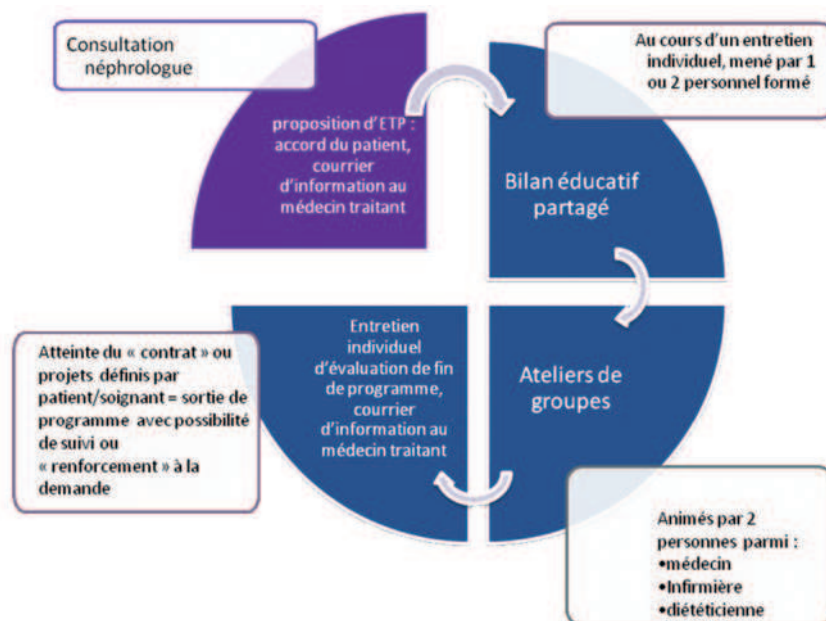 Consultation
néphrologue
proposition d'ETP :
accord du patient,
courrier
d'information au
médecin traitant
Au cours d'un entretien
individuel, mené par 1
ou 2 personnel formé
Bilan éducatif
partagé
Ateliers de
groupes
Animés par 2
personnes parmi :
•médecin
•Infirmière
•diététicienne
Entretien
individuel
d'évaluation de fin
de programme,
courrier
d'information au
médecin traitant
Atteinte du « contrat » ou
projets définis par
patient/soignant = sortie de
programme avec possibilité
de suivi ou
« renforcement » à la
demande